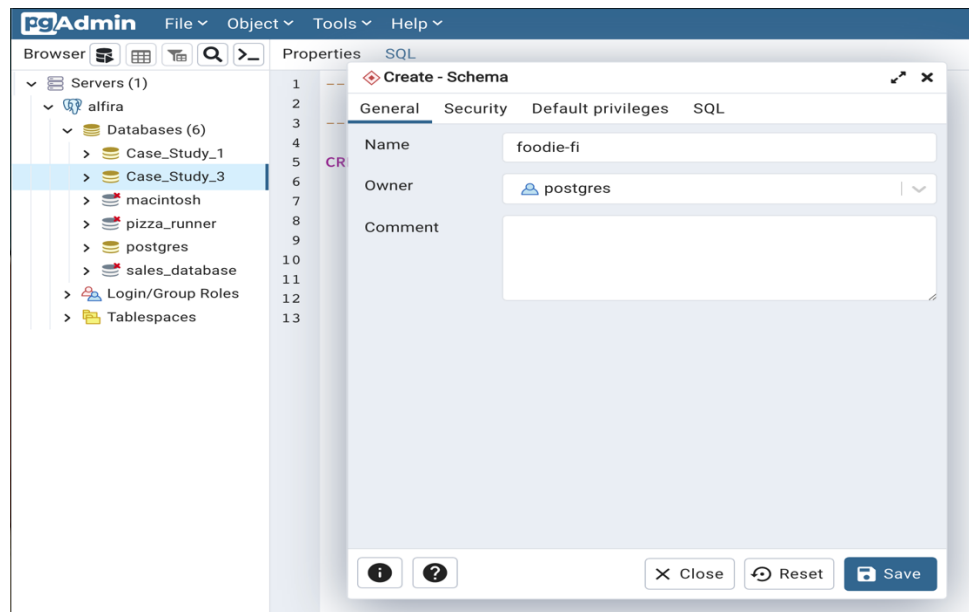 pgAdmin File Object Tools Help
Browser
Properties SQL
Servers (1)
alfira
Databases (6)
Case_Study_1
Case_Study_3
macintosh
pizza_runner
postgres
sales_database
Login/Group Roles
Tablespaces
1 --
2
3 --
4
5 CR
6
7
8
9
10
11
12
13
Create - Schema
General Security Default privileges SQL
Name foodie-fi
Owner postgres
Comment
Close Reset Save